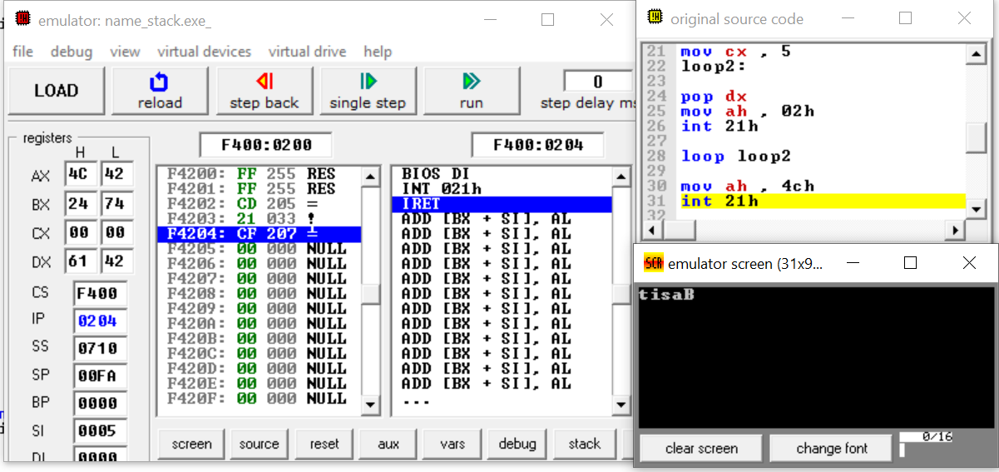 emulator: name_stack.exe_
file debug view virtual devices virtual drive help
LOAD reload step back single step run 0 step delay ms
registers
H L
AX 4C 42
BX 24 74
CX 00 00
DX 61 42
CS F400
IP 0204
SS 0710
SP 00FA
BP 0000
SI 0005
DI 0000
F400:0200
F4200: FF 255 RES
F4201: FF 255 RES
F4202: CD 205 =
F4203: 21 033 !
F4204: CF 207 ╧
F4205: 00 000 NULL
F4206: 00 000 NULL
F4207: 00 000 NULL
F4208: 00 000 NULL
F4209: 00 000 NULL
F420A: 00 000 NULL
F420B: 00 000 NULL
F420C: 00 000 NULL
F420D: 00 000 NULL
F420E: 00 000 NULL
F420F: 00 000 NULL
F400:0204
BIOS DI
INT 021h
IRET
ADD [BX + SI], AL
ADD [BX + SI], AL
ADD [BX + SI], AL
ADD [BX + SI], AL
ADD [BX + SI], AL
ADD [BX + SI], AL
ADD [BX + SI], AL
ADD [BX + SI], AL
ADD [BX + SI], AL
ADD [BX + SI], AL
ADD [BX + SI], AL
ADD [BX + SI], AL
...
screen source reset aux vars debug stack
original source code
21 mov cx , 5
22 loop2:
23
24 pop dx
25 mov ah , 02h
26 int 21h
27
28 loop loop2
29
30 mov ah , 4ch
31 int 21h
32
emulator screen (31x9...
tisaB
clear screen change font 0/16